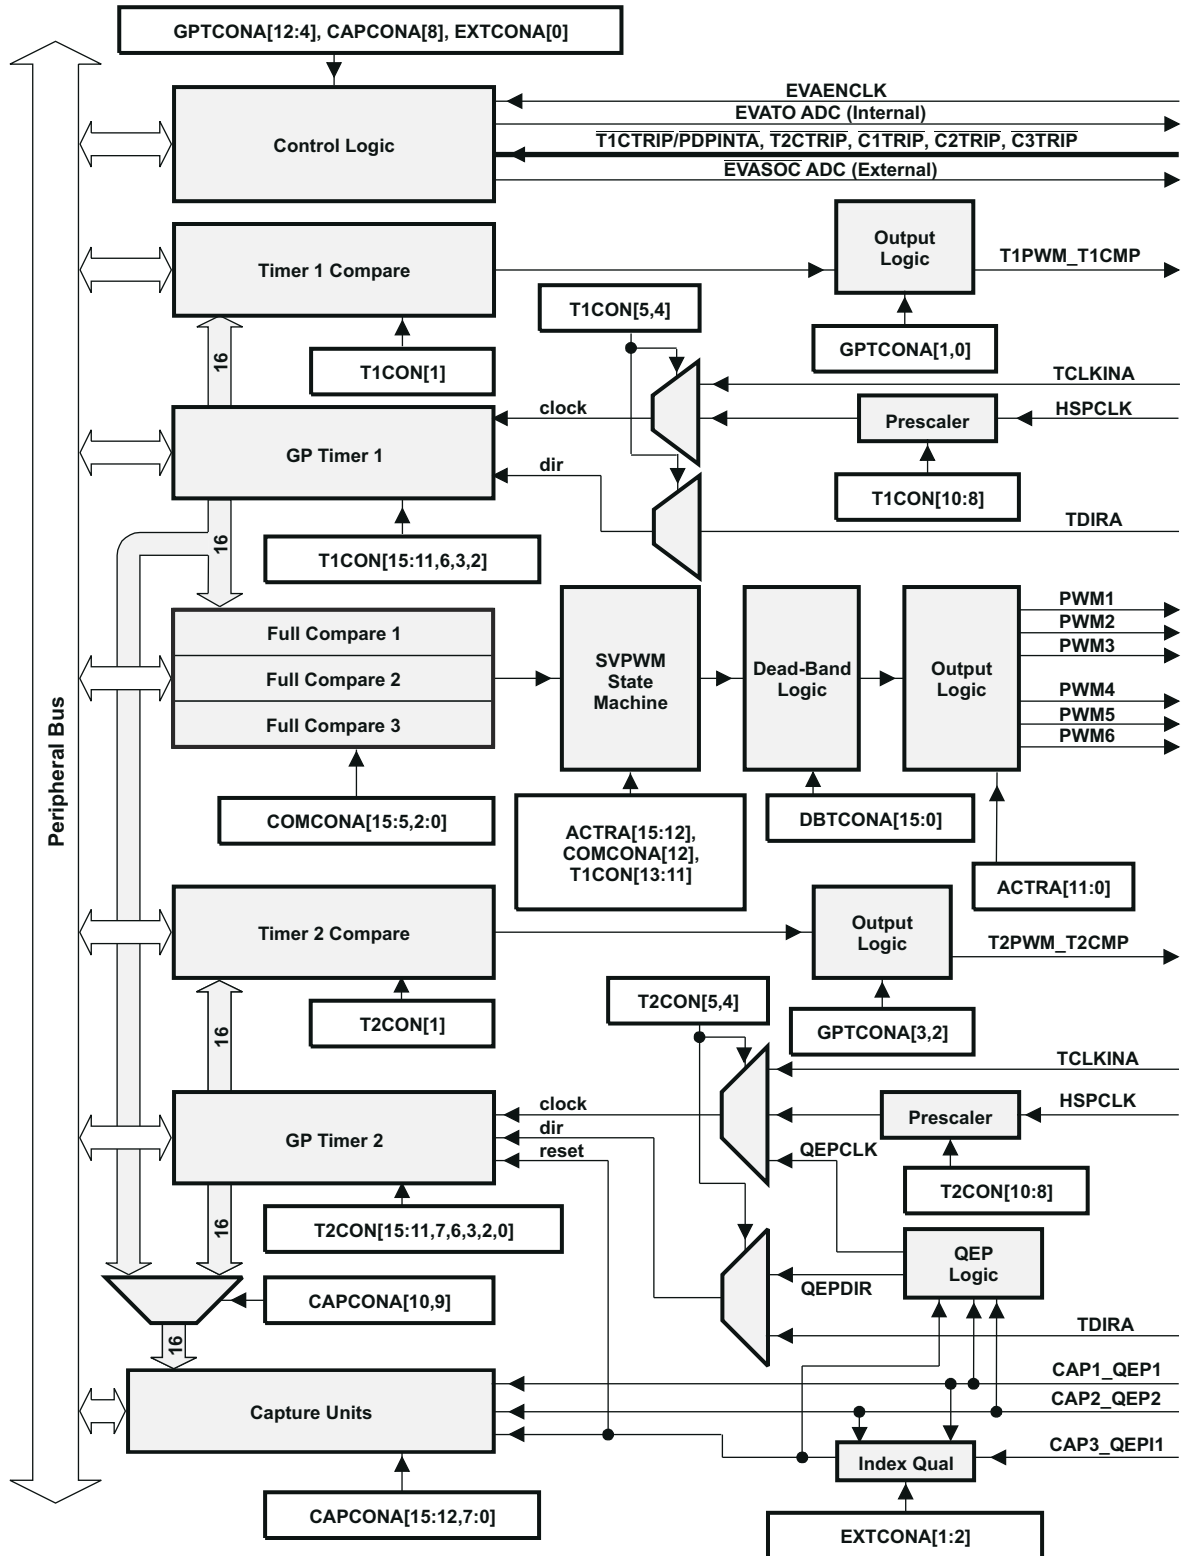 GPTCONA[12:4], CAPCONA[8], EXTCONA[0]
Control Logic
EVAENCLK
EVATO ADC (Internal)
T1CTRIP/PDPINTA, T2CTRIP, C1TRIP, C2TRIP, C3TRIP
EVASOC ADC (External)
Timer 1 Compare
Output
Logic
T1PWM_T1CMP
T1CON[5,4]
GPTCONA[1,0]
16
T1CON[1]
TCLKINA
clock
HSPCLK
Prescaler
GP Timer 1
dir
T1CON[10:8]
TDIRA
16
T1CON[15:11,6,3,2]
Full Compare 1
Full Compare 2
Full Compare 3
SVPWM
State
Machine
Dead-Band
Logic
Output
Logic
PWM1
PWM2
PWM3
PWM4
PWM5
PWM6
Peripheral Bus
COMCONA[15:5,2:0]
ACTRA[15:12],
COMCONA[12],
T1CON[13:11]
DBTCONA[15:0]
ACTRA[11:0]
Timer 2 Compare
Output
Logic
T2PWM_T2CMP
T2CON[5,4]
16
T2CON[1]
GPTCONA[3,2]
TCLKINA
clock
HSPCLK
Prescaler
GP Timer 2
dir
reset
QEPCLK
T2CON[10:8]
16
T2CON[15:11,7,6,3,2,0]
QEP
Logic
QEPDIR
CAPCONA[10,9]
TDIRA
16
CAP1_QEP1
CAP2_QEP2
Capture Units
CAP3_QEPI1
Index Qual
CAPCONA[15:12,7:0]
EXTCONA[1:2]